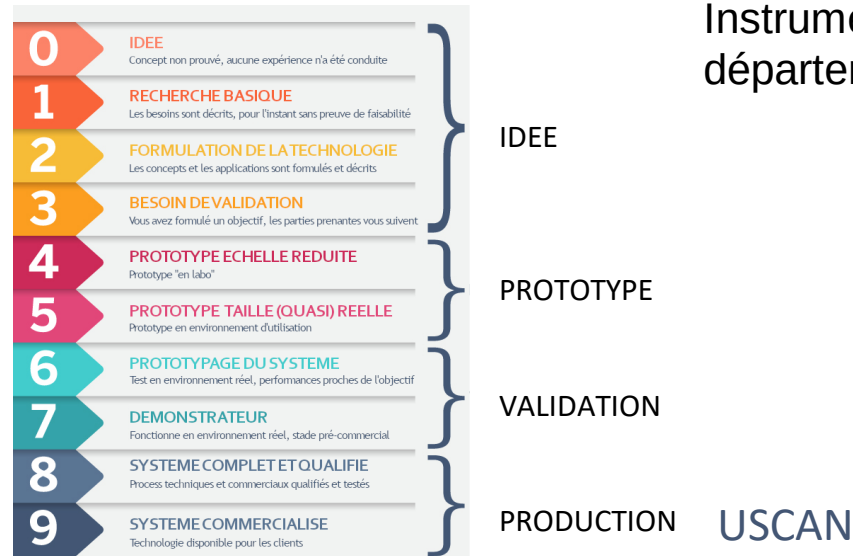 Instrume
départe
0
IDEE
Concept non prouvé, aucune expérience n'a été conduite
1
RECHERCHE BASIQUE
Les besoins sont décrits, pour l'instant sans preuve de faisabilité
IDEE
2
FORMULATION DE LA TECHNOLOGIE
Les concepts et les applications sont formulés et décrits
3
BESOIN DE VALIDATION
Vous avez formulé un objectif, les parties prenantes vous suivent
4
PROTOTYPE ECHELLE REDUITE
Prototype "en labo"
PROTOTYPE
5
PROTOTYPE TAILLE (QUASI) REELLE
Prototype en environnement d'utilisation
6
PROTOTYPAGE DU SYSTEME
Test en environnement réel, performances proches de l'objectif
VALIDATION
7
DEMONSTRATEUR
Fonctionne en environnement réel, stade pré-commercial
8
SYSTEME COMPLET ET QUALIFIE
Process techniques et commerciaux qualifiés et testés
PRODUCTION USCAN
9
SYSTEME COMMERCIALISE
Technologie disponible pour les clients